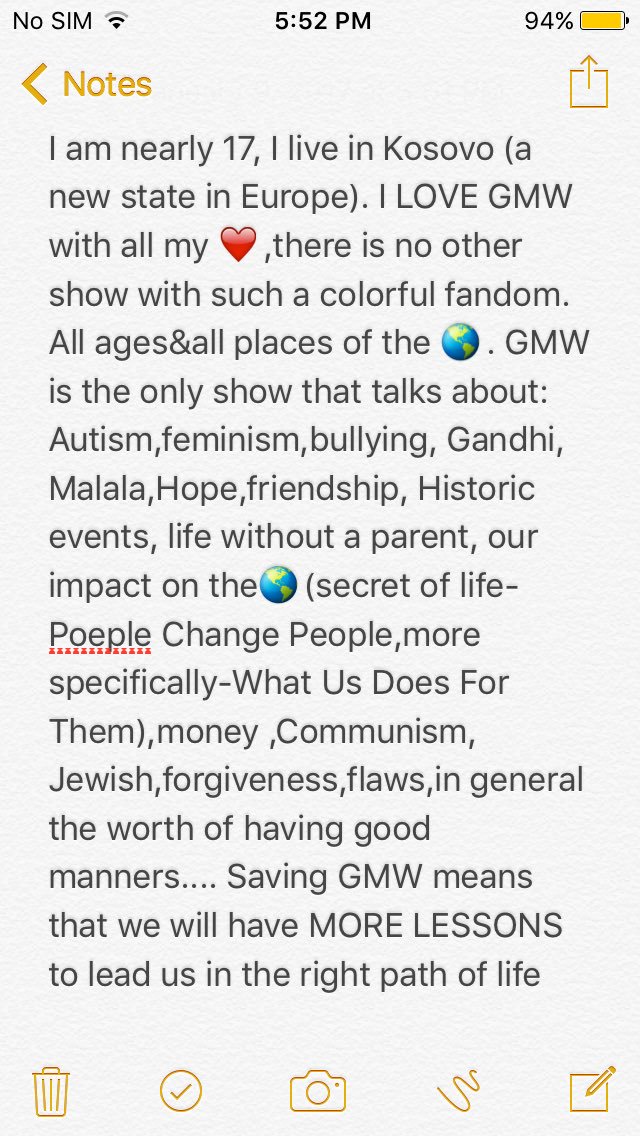 No SIM 5:52 PM 94%
Notes
I am nearly 17, I live in Kosovo (a
new state in Europe). I LOVE GMW
with all my ❤️ ,there is no other
show with such a colorful fandom.
All ages&all places of the 🌎 . GMW
is the only show that talks about:
Autism,feminism,bullying, Gandhi,
Malala,Hope,friendship, Historic
events, life without a parent, our
impact on the🌎 (secret of life-
Poeple Change People,more
specifically-What Us Does For
Them),money ,Communism,
Jewish,forgiveness,flaws,in general
the worth of having good
manners.... Saving GMW means
that we will have MORE LESSONS
to lead us in the right path of life